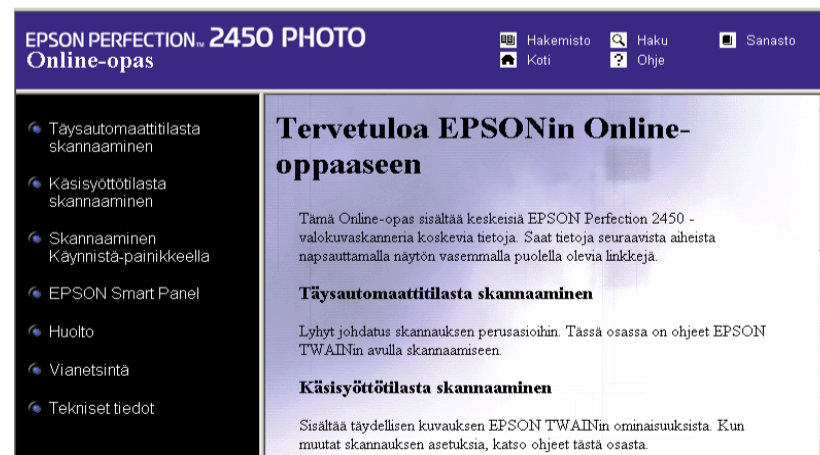 EPSON PERFECTION™ 2450 PHOTO
Online-opas
Hakemisto Haku Sanasto
Koti ? Ohje
Täysautomaattitilasta
skannaaminen
Käsisyöttötilasta
skannaaminen
Skannaaminen
Käynnistä-painikkeella
EPSON Smart Panel
Huolto
Vianetsintä
Tekniset tiedot
Tervetuloa EPSONin Online-
oppaaseen
Tämä Online-opas sisältää keskeisiä EPSON Perfection 2450 -
valokuvaskanneria koskevia tietoja. Saat tietoja seuraavista aiheista
napsauttamalla näytön vasemmalla puolella olevia linkkejä.
Täysautomaattitilasta skannaaminen
Lyhyt johdatus skannauksen perusasioihin. Tässä osassa on ohjeet EPSON
TWAINin avulla skannaamiseen.
Käsisyöttötilasta skannaaminen
Sisältää täydellisen kuvauksen EPSON TWAINin ominaisuuksista. Kun
muutat skannauksen asetuksia, katso ohjeet tästä osasta.